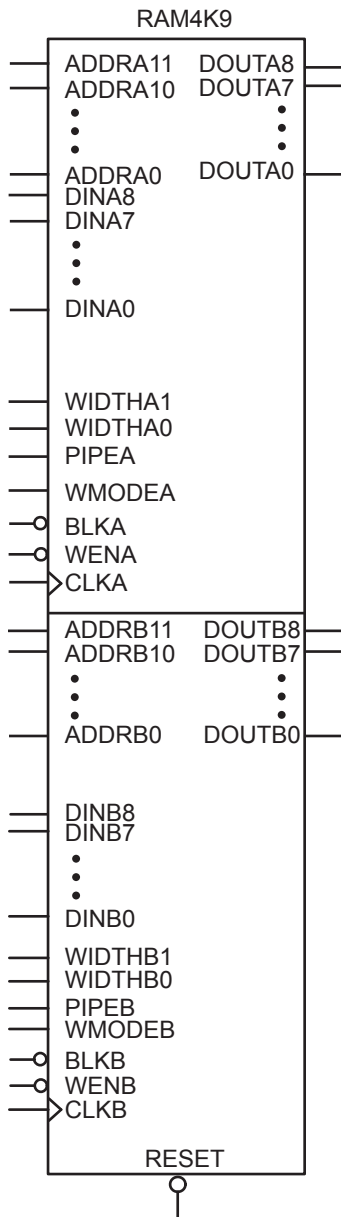 RAM4K9
ADDRA11 DOUTA8
ADDRA10 DOUTA7
ADDRA0 DOUTA0
DINA8
DINA7
DINA0
WIDTHA1
WIDTHA0
PIPEA
WMODEA
BLKA
WENA
CLKA
ADDRB11 DOUTB8
ADDRB10 DOUTB7
ADDRB0 DOUTB0
DINB8
DINB7
DINB0
WIDTHB1
WIDTHB0
PIPEB
WMODEB
BLKB
WENB
CLKB
RESET